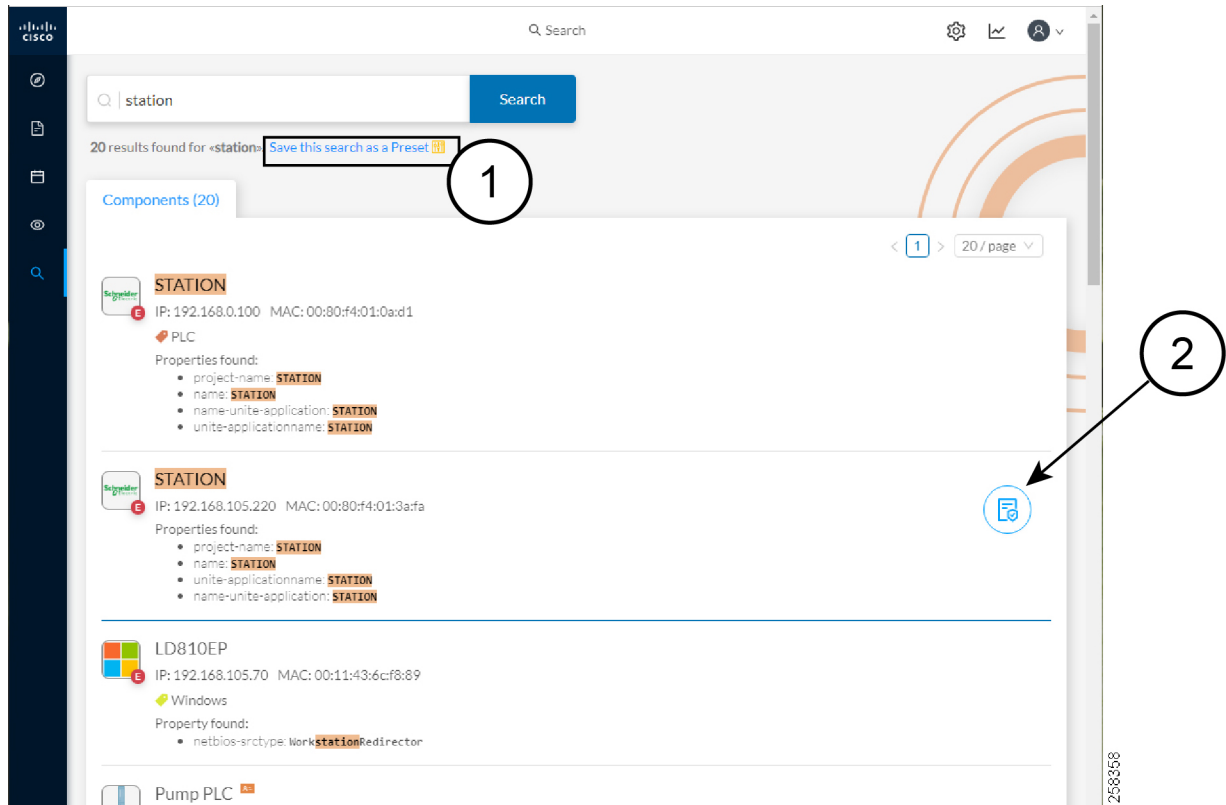 CISCO
Search
station
Search
20 results found for «station». Save this search as a Preset
1
Components (20)
< 1 > 20 / page
STATION
Schneider
Electric
E
IP: 192.168.0.100 MAC: 00:80:f4:01:0a:d1
PLC
Properties found:
• project-name: STATION
• name: STATION
• name-unite-application: STATION
• unite-applicationname: STATION
2
STATION
Schneider
Electric
E
IP: 192.168.105.220 MAC: 00:80:f4:01:3a:fa
Properties found:
• project-name: STATION
• name: STATION
• unite-applicationname: STATION
• name-unite-application: STATION
LD810EP
E
IP: 192.168.105.70 MAC: 00:11:43:6c:f8:89
Windows
Property found:
• netbios-srctype: WorkstationRedirector
Pump PLC
258358